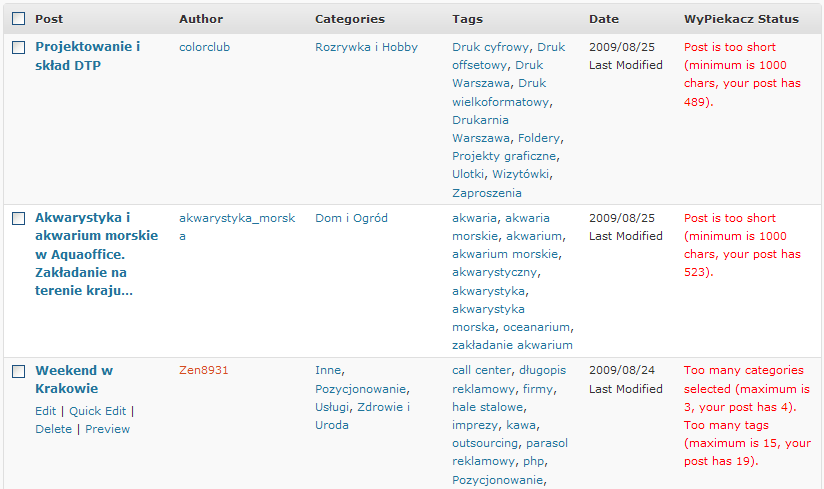 Post Author Categories Tags Date WyPiekacz Status
Projektowanie i
skład DTP
colorclub
Rozrywka i Hobby
Druk cyfrowy, Druk
offsetowy, Druk
Warszawa, Druk
wielkoformatowy,
Drukarnia
Warszawa, Foldery,
Projekty graficzne,
Ulotki, Wizytówki,
Zaproszenia
2009/08/25
Last Modified
Post is too short
(minimum is 1000
chars, your post has
489).
Akwarystyka i
akwarium morskie
w Aquaoffice.
Zakładanie na
terenie kraju...
akwarystyka_morsk
a
Dom i Ogród
akwaria, akwaria
morskie, akwarium,
akwarium morskie,
akwarystyczny,
akwarystyka,
akwarystyka
morska, oceanarium,
zakładanie akwarium
2009/08/25
Last Modified
Post is too short
(minimum is 1000
chars, your post has
523).
Weekend w
Krakowie
Edit | Quick Edit |
Delete | Preview
Zen8931
Inne,
Pozycjonowanie,
Usługi, Zdrowie i
Uroda
call center, długopis
reklamowy, firmy,
hale stalowe,
imprezy, kawa,
outsourcing, parasol
reklamowy, php,
Pozycjonowanie,
2009/08/24
Last Modified
Too many categories
selected (maximum is
3, your post has 4).
Too many tags
(maximum is 15, your
post has 19).